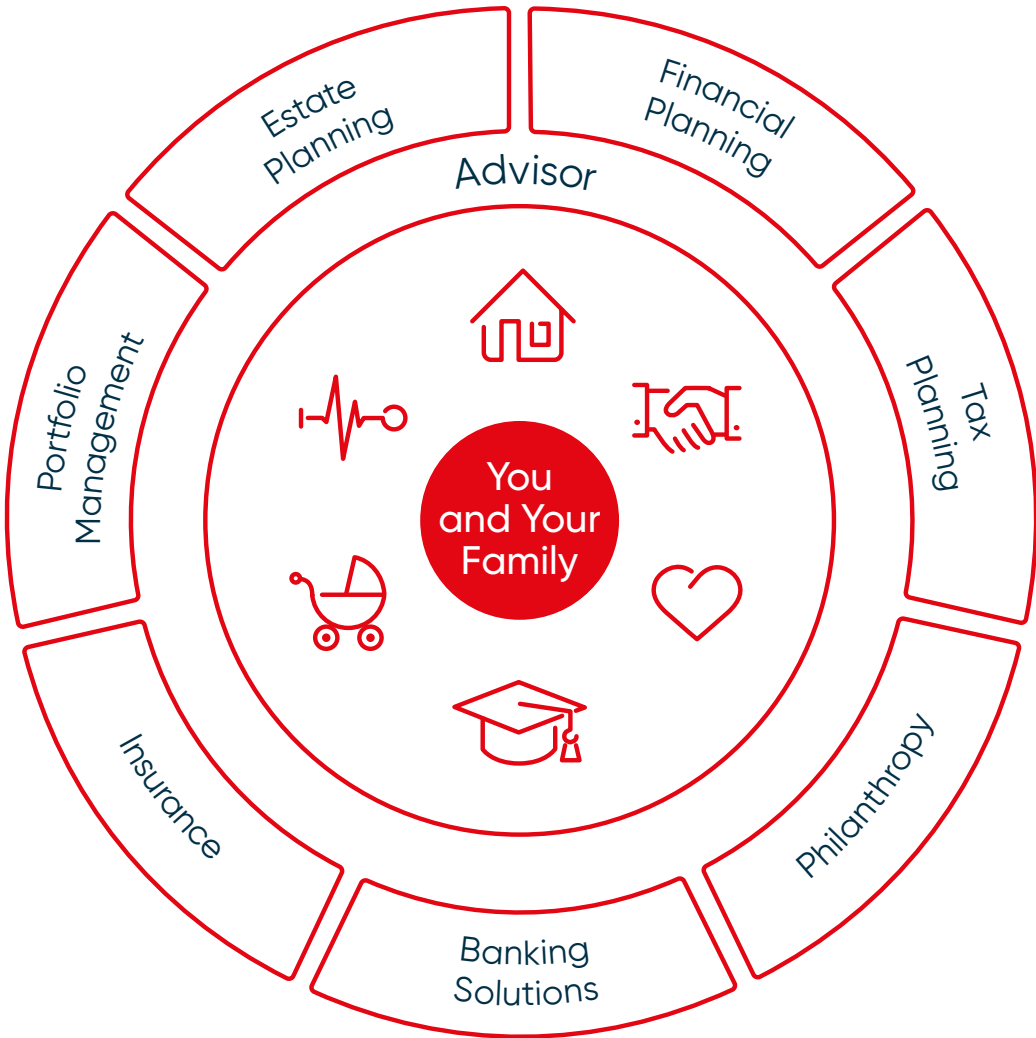 Estate
Planning
Financial
Planning
Advisor
Tax
Planning
Portfolio
Management
You
and Your
Family
Insurance
Philanthropy
Banking
Solutions